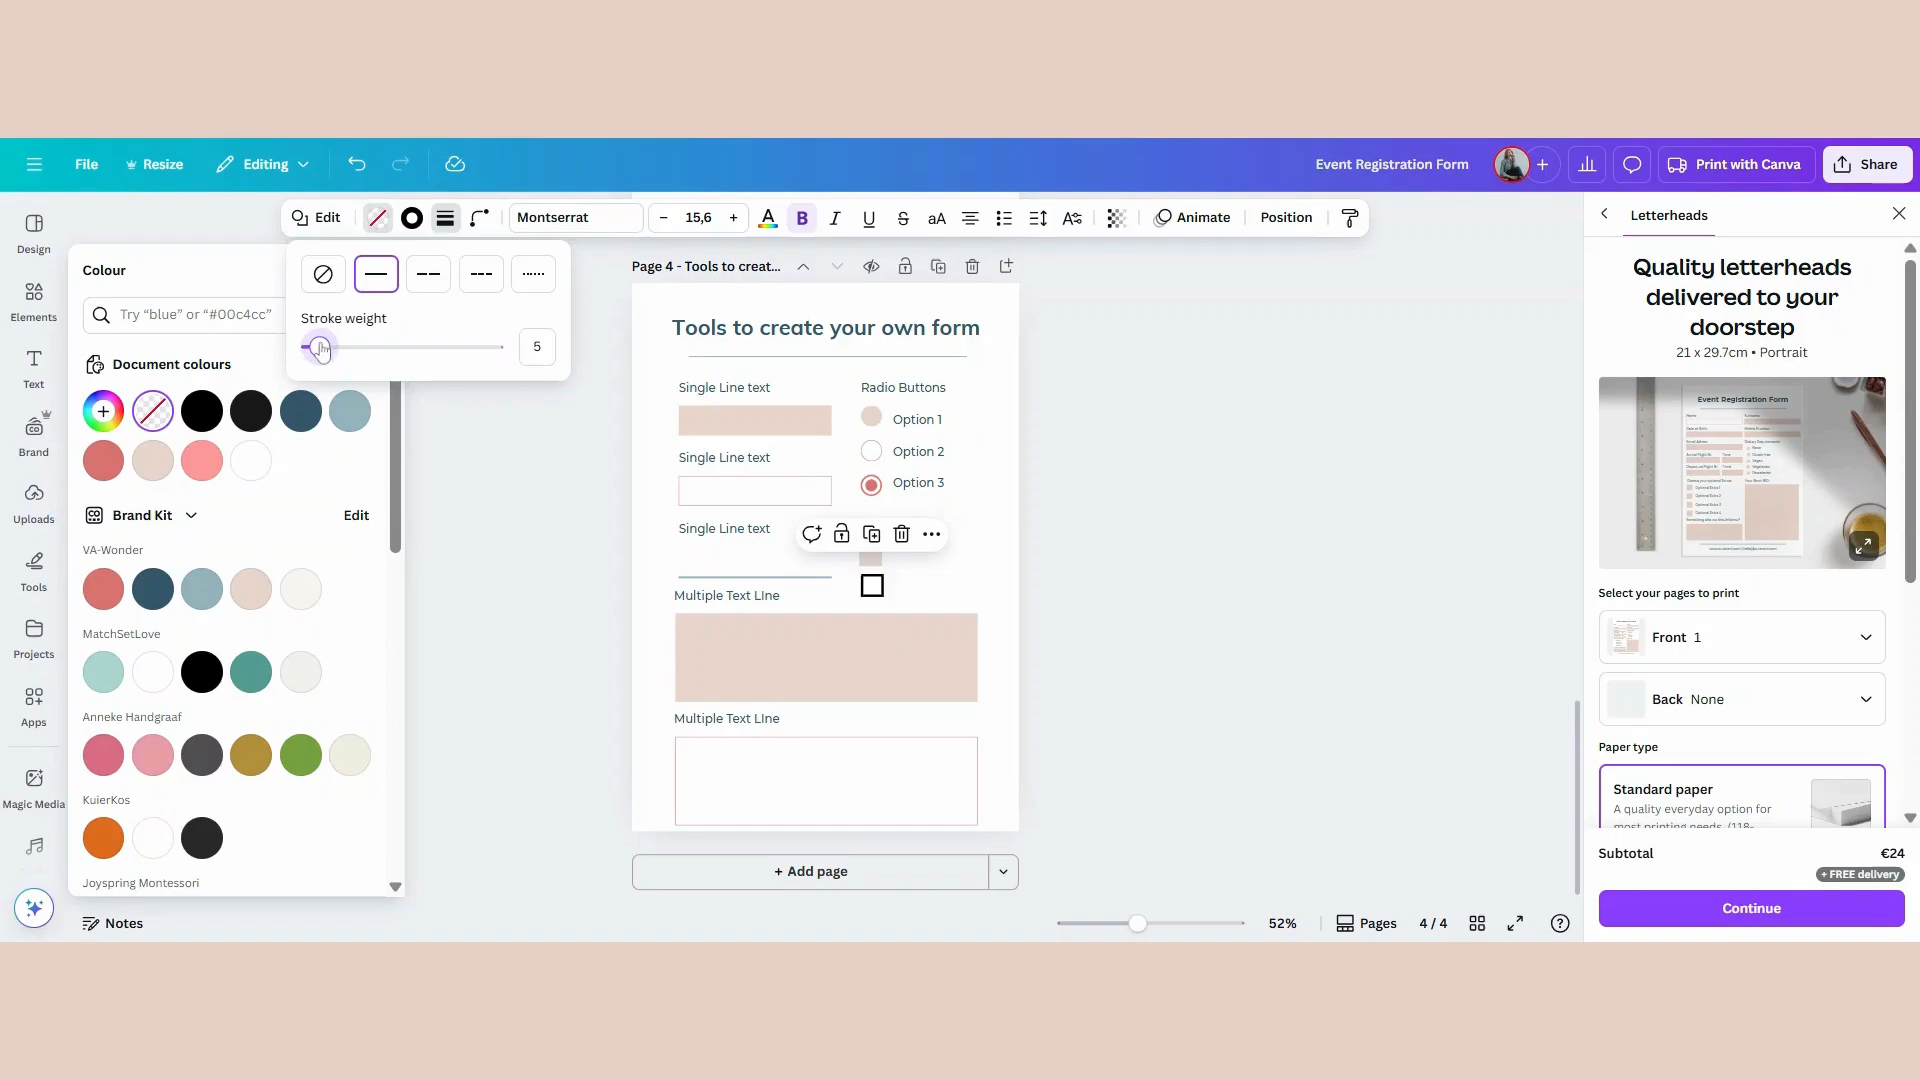 File
Resize
Editing
Event Registration Form
Print with Canva
Share
Edit
Montserrat
15,6
B
I
U
S
aA
Animate
Position
Letterheads
Design
Elements
Text
Brand
Uploads
Tools
Projects
Apps
Magic Media
Colour
Try “blue” or “#00c4cc”
Document colours
Brand Kit
Edit
VA-Wonder
MatchSetLove
Anneke Handgraaf
KuierKos
Joyspring Montessori
Notes
Stroke weight
5
Page 4 - Tools to creat...
Tools to create your own form
Single Line text
Radio Buttons
Option 1
Single Line text
Option 2
Option 3
Single Line text
Multiple Text LIne
Multiple Text LIne
+ Add page
52%
Pages
4 / 4
Quality letterheads
delivered to your
doorstep
21 x 29.7cm • Portrait
Event Registration Form
Select your pages to print
Front 1
Back None
Paper type
Standard paper
A quality everyday option for
most printing needs. (118-
Subtotal
€24
+ FREE delivery
Continue